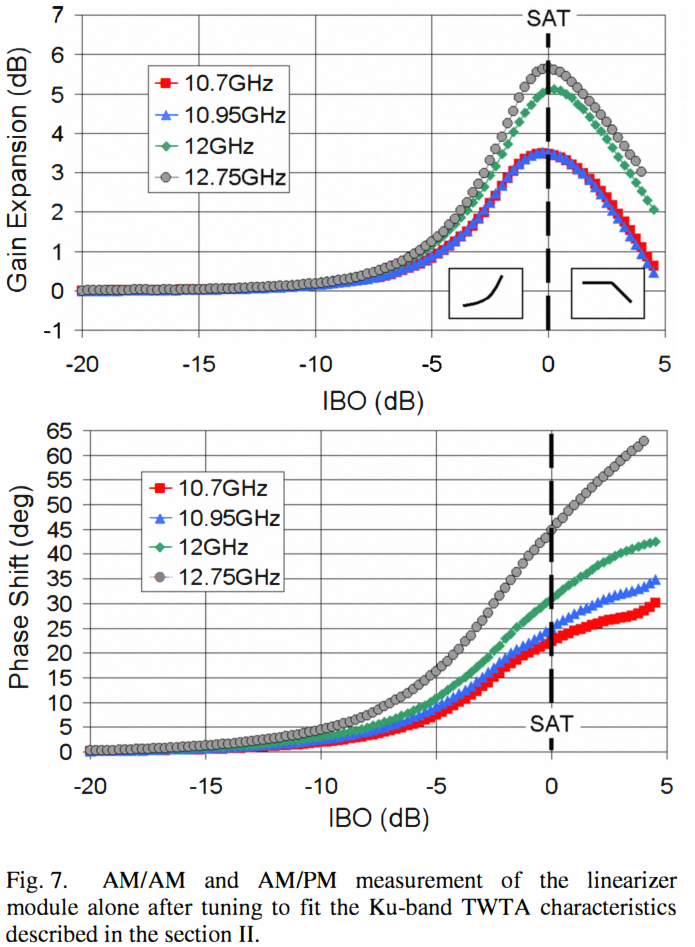 SAT
7
6
5
4
3
2
1
0
-1
Gain Expansion (dB)
10.7GHz
10.95GHz
12GHz
12.75GHz
-20 -15 -10 -5 0 5
IBO (dB)
65
60
55
50
45
40
35
30
25
20
15
10
5
0
Phase Shift (deg)
10.7GHz
10.95GHz
12GHz
12.75GHz
SAT
-20 -15 -10 -5 0 5
IBO (dB)
Fig. 7. AM/AM and AM/PM measurement of the linearizer
module alone after tuning to fit the Ku-band TWTA characteristics
described in the section II.